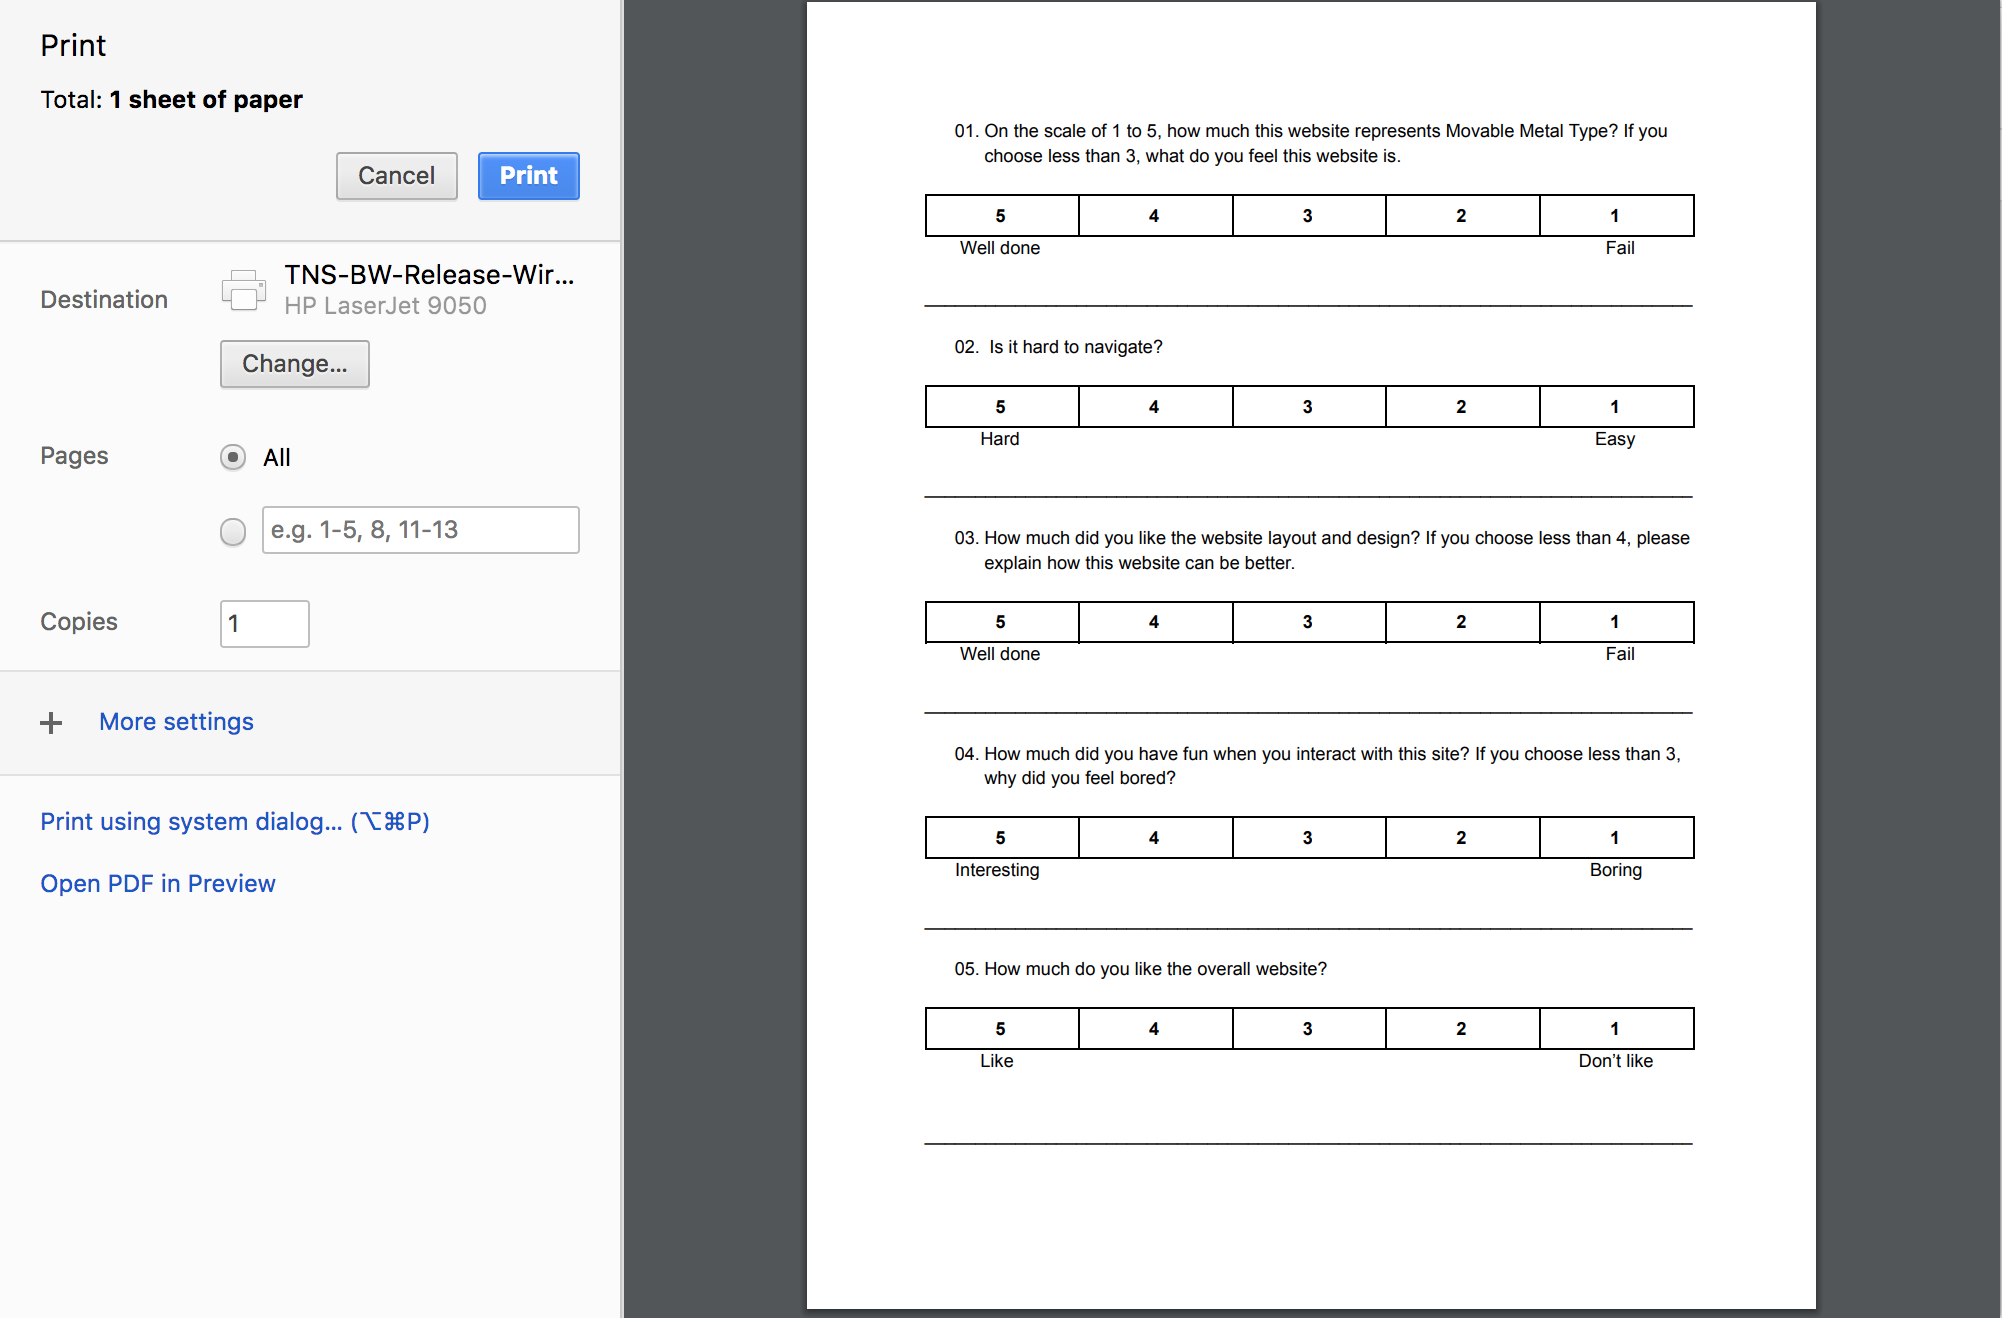 Print
Total: 1 sheet of paper
Cancel
Print
Destination
TNS-BW-Release-Wir...
HP LaserJet 9050
Change...
Pages
All
e.g. 1-5, 8, 11-13
Copies
1
More settings
Print using system dialog... (⌥⌘P)
Open PDF in Preview
01. On the scale of 1 to 5, how much this website represents Movable Metal Type? If you
choose less than 3, what do you feel this website is.
5 4 3 2 1
Well done Fail
02. Is it hard to navigate?
5 4 3 2 1
Hard Easy
03. How much did you like the website layout and design? If you choose less than 4, please
explain how this website can be better.
5 4 3 2 1
Well done Fail
04. How much did you have fun when you interact with this site? If you choose less than 3,
why did you feel bored?
5 4 3 2 1
Interesting Boring
05. How much do you like the overall website?
5 4 3 2 1
Like Don’t like